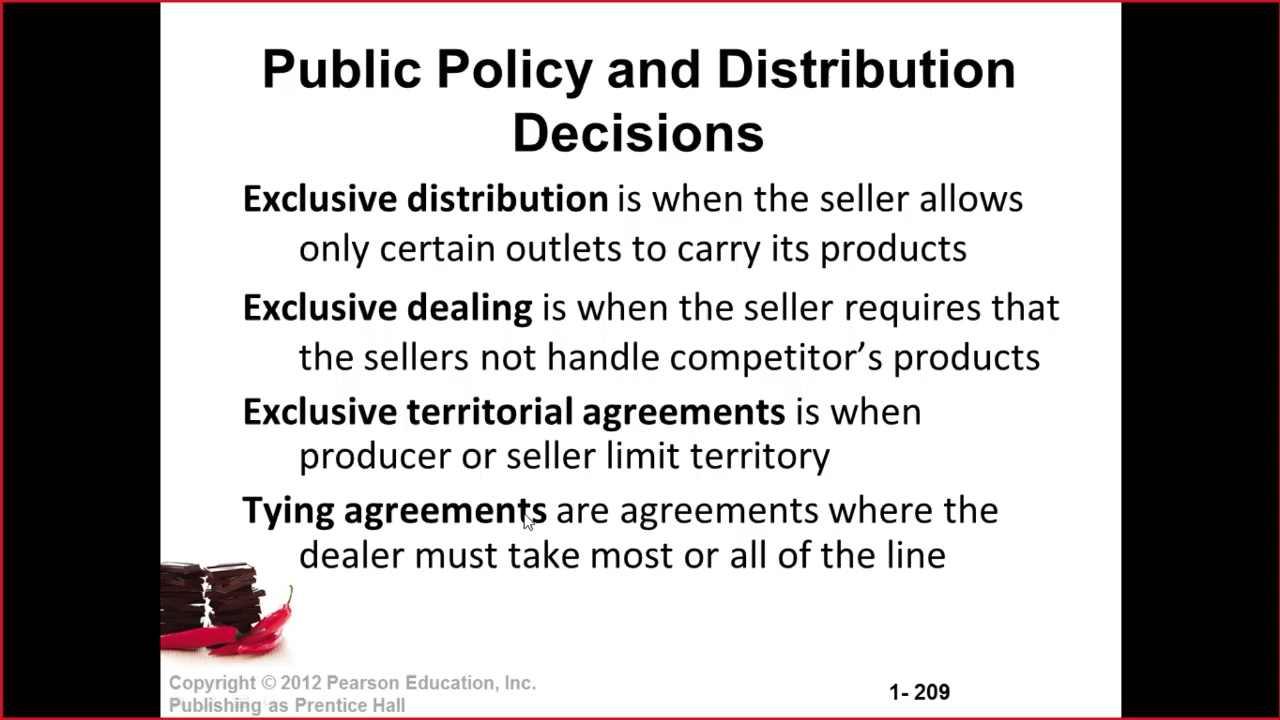 Public Policy and Distribution
Decisions
Exclusive distribution is when the seller allows
only certain outlets to carry its products
Exclusive dealing is when the seller requires that
the sellers not handle competitor’s products
Exclusive territorial agreements is when
producer or seller limit territory
Tying agreements are agreements where the
dealer must take most or all of the line
Copyright © 2012 Pearson Education, Inc.
Publishing as Prentice Hall
1- 209